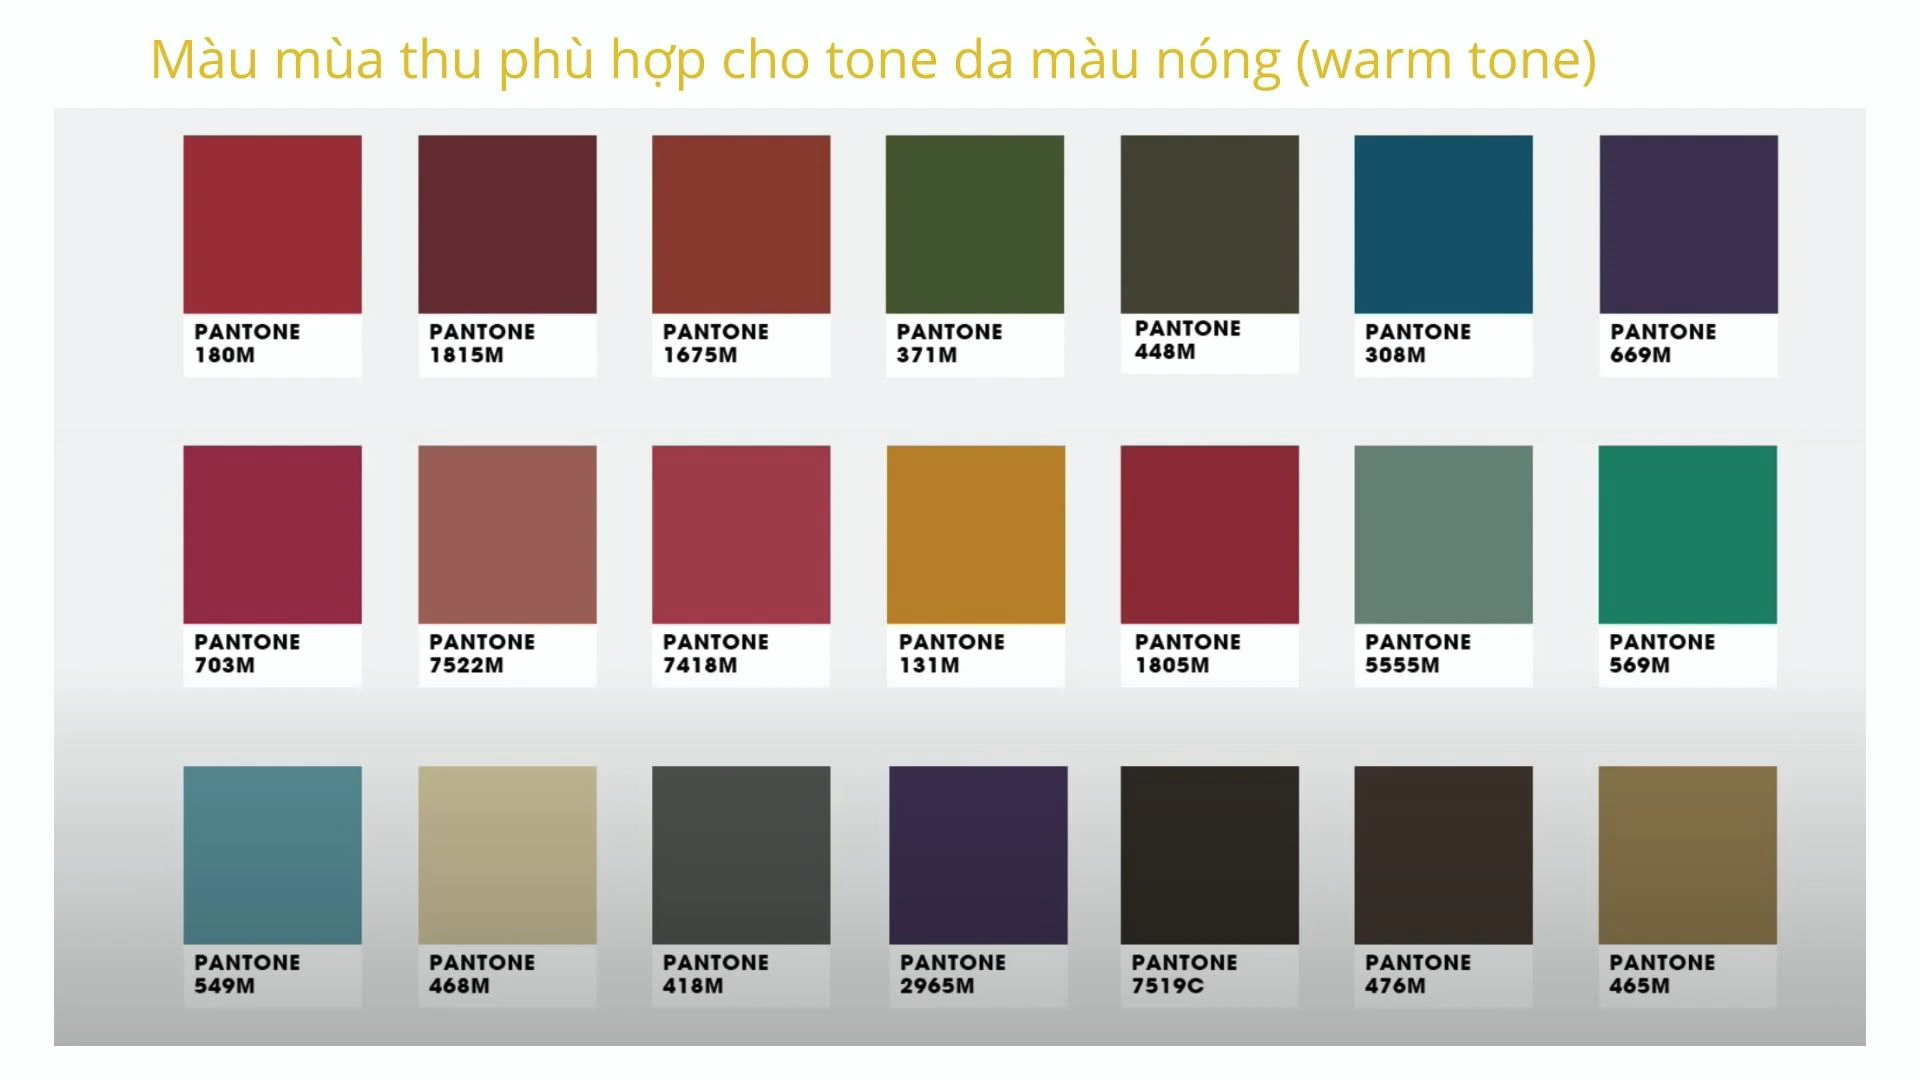 Màu mùa thu phù hợp cho tone da màu nóng (warm tone)
PANTONE
180M
PANTONE
1815M
PANTONE
1675M
PANTONE
371M
PANTONE
448M
PANTONE
308M
PANTONE
669M
PANTONE
703M
PANTONE
7522M
PANTONE
7418M
PANTONE
131M
PANTONE
1805M
PANTONE
5555M
PANTONE
569M
PANTONE
549M
PANTONE
468M
PANTONE
418M
PANTONE
2965M
PANTONE
7519C
PANTONE
476M
PANTONE
465M